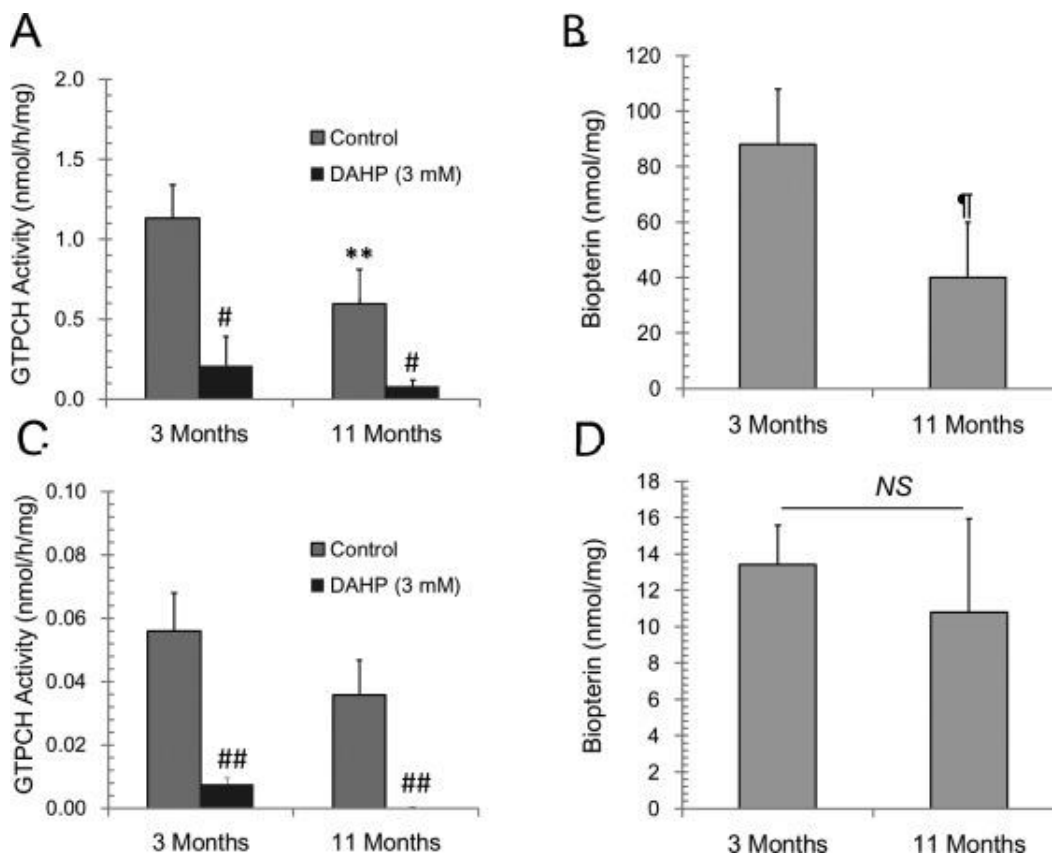 A
GTPCH Activity (nmol/h/mg)
2.0
1.5
1.0
0.5
0.0
Control
DAHP (3 mM)
#
**
#
3 Months
11 Months
B
Biopterin (nmol/mg)
120
100
80
60
40
20
0
¶
3 Months
11 Months
C
GTPCH Activity (nmol/h/mg)
0.10
0.08
0.06
0.04
0.02
0.00
Control
DAHP (3 mM)
##
##
3 Months
11 Months
D
Biopterin (nmol/mg)
18
16
14
12
10
8
6
4
2
0
NS
3 Months
11 Months